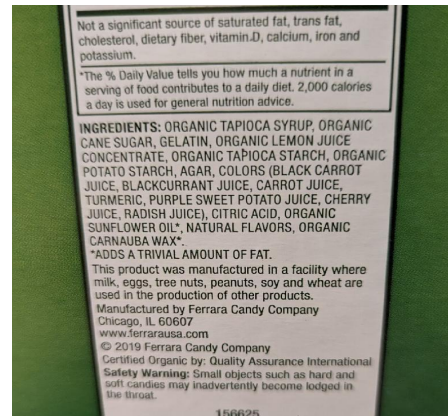 Not a significant source of saturated fat, trans fat,
cholesterol, dietary fiber, vitamin D, calcium, iron and
potassium.
*The % Daily Value tells you how much a nutrient in a
serving of food contributes to a daily diet. 2,000 calories
a day is used for general nutrition advice.
INGREDIENTS: ORGANIC TAPIOCA SYRUP, ORGANIC
CANE SUGAR, GELATIN, ORGANIC LEMON JUICE
CONCENTRATE, ORGANIC TAPIOCA STARCH, ORGANIC
POTATO STARCH, AGAR, COLORS (BLACK CARROT
JUICE, BLACKCURRANT JUICE, CARROT JUICE,
TURMERIC, PURPLE SWEET POTATO JUICE, CHERRY
JUICE, RADISH JUICE), CITRIC ACID, ORGANIC
SUNFLOWER OIL*, NATURAL FLAVORS, ORGANIC
CARNAUBA WAX*.
*ADDS A TRIVIAL AMOUNT OF FAT.
This product was manufactured in a facility where
milk, eggs, tree nuts, peanuts, soy and wheat are
used in the production of other products.
Manufactured by Ferrara Candy Company
Chicago, IL 60607
www.ferrarausa.com
© 2019 Ferrara Candy Company
Certified Organic by: Quality Assurance International
Safety Warning: Small objects such as hard and
soft candies may inadvertently become lodged in
the throat.
156625